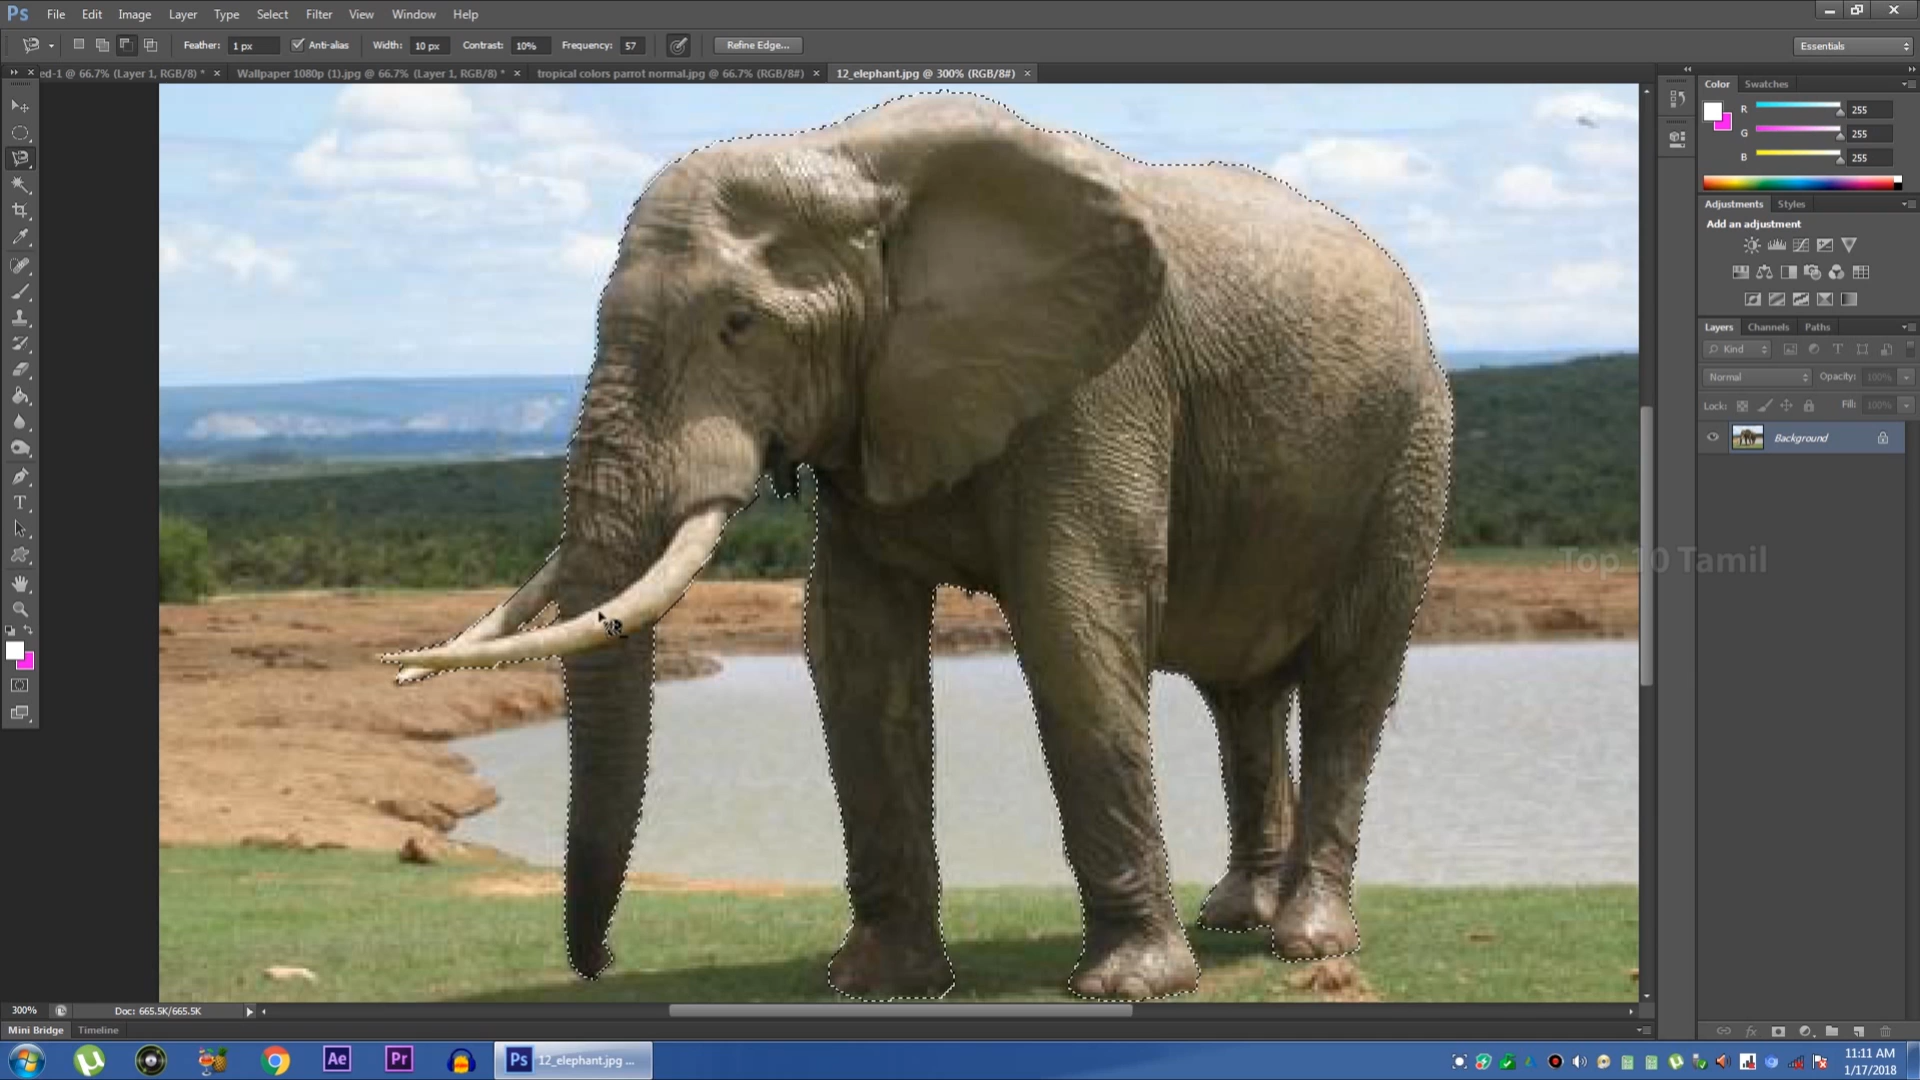 Ps File Edit Image Layer Type Select Filter View Window Help
Feather: 1 px Anti-alias Width: 10 px Contrast: 10% Frequency: 57 Refine Edge... Essentials
ed-1 @ 66.7% (Layer 1, RGB/8) * × Wallpaper 1080p (1).jpg @ 66.7% (Layer 1, RGB/8) * × tropical colors parrot normal.jpg @ 66.7% (RGB/8#) × 12_elephant.jpg @ 300% (RGB/8#) ×
Color Swatches
R 255
G 255
B 255
Adjustments Styles
Add an adjustment
Layers Channels Paths
Kind
Normal Opacity: 100%
Lock: Fill: 100%
Background
Top 10 Tamil
300% Doc: 665.5K/665.5K
Mini Bridge Timeline
Ae Pr Ps 12_elephant.jpg ...
11:11 AM
1/17/2018